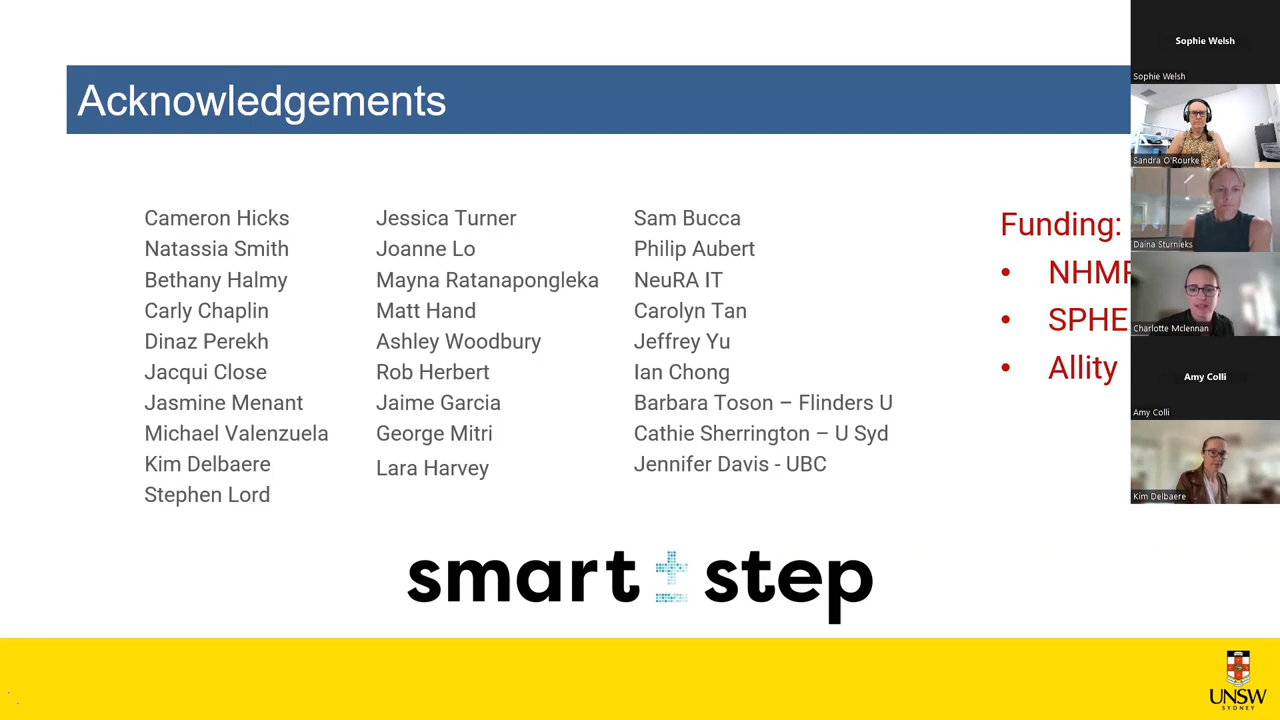 Acknowledgements
Cameron Hicks
Natassia Smith
Bethany Halmy
Carly Chaplin
Dinaz Perekh
Jacqui Close
Jasmine Menant
Michael Valenzuela
Kim Delbaere
Stephen Lord
Jessica Turner
Joanne Lo
Mayna Ratanapongleka
Matt Hand
Ashley Woodbury
Rob Herbert
Jaime Garcia
George Mitri
Lara Harvey
Sam Bucca
Philip Aubert
NeuRA IT
Carolyn Tan
Jeffrey Yu
Ian Chong
Barbara Toson – Flinders U
Cathie Sherrington – U Syd
Jennifer Davis - UBC
Funding:
• NHM
• SPHE
• Allity
smart step
UNSW
SYDNEY
Sophie Welsh
Sophie Welsh
Sandra O'Rourke
Daina Sturnieks
Charlotte Mclennan
Amy Colli
Amy Colli
Kim Delbaere